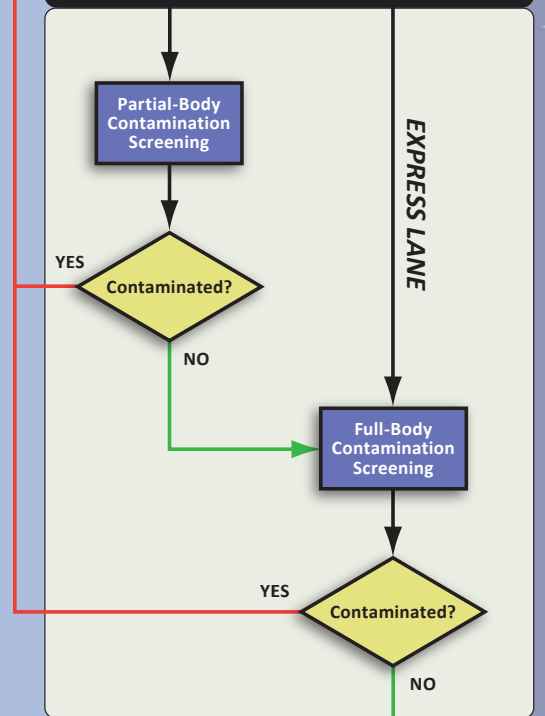 Partial-Body
Contamination
Screening
EXPRESS LANE
YES
Contaminated?
NO
Full-Body
Contamination
Screening
YES
Contaminated?
NO